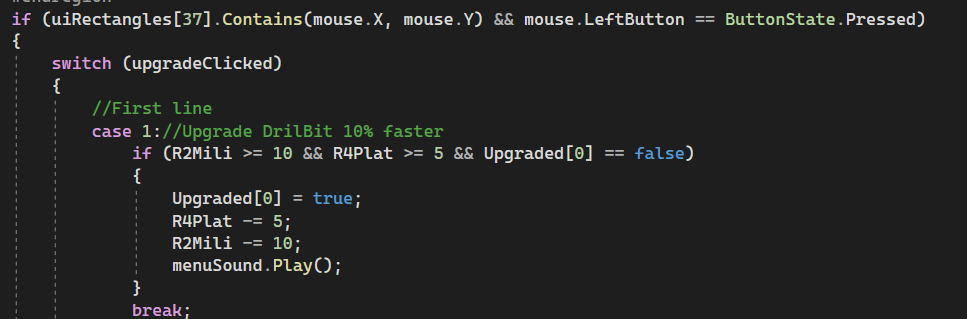 #endregion
if (uiRectangles[37].Contains(mouse.X, mouse.Y) && mouse.LeftButton == ButtonState.Pressed)
{
switch (upgradeClicked)
{
//First line
case 1://Upgrade DrilBit 10% faster
if (R2Mili >= 10 && R4Plat >= 5 && Upgraded[0] == false)
{
Upgraded[0] = true;
R4Plat -= 5;
R2Mili -= 10;
menuSound.Play();
}
break;